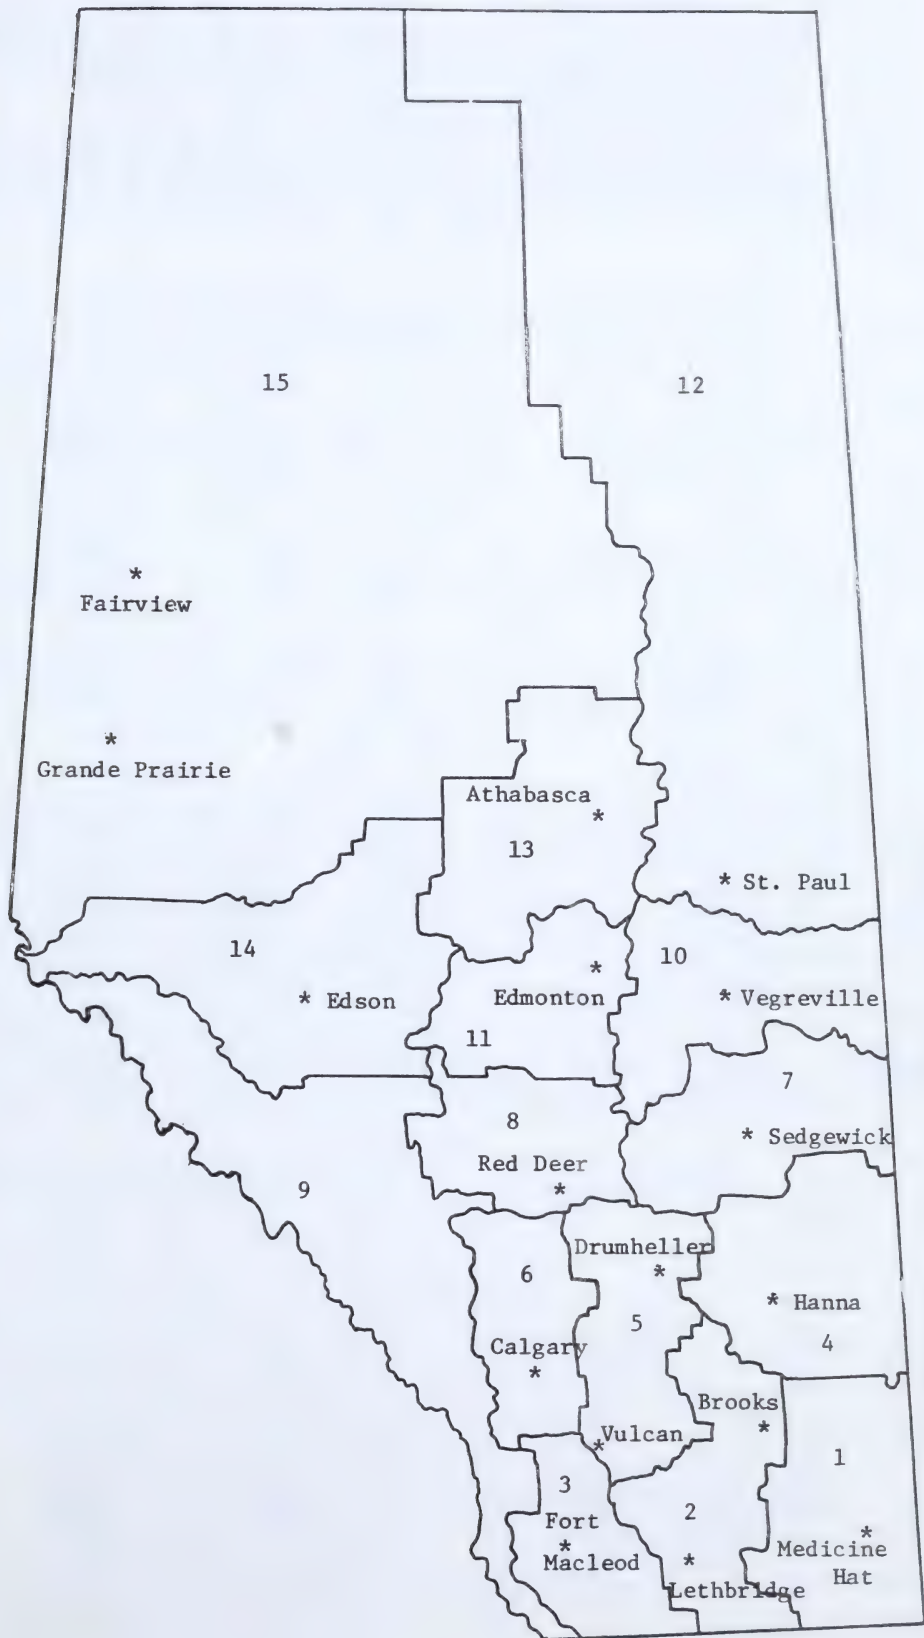 15
12
*
Fairview
*
Grande Prairie
Athabasca
*
13
* St. Paul
14
10
*
* Edson
Edmonton
* Vegreville
11
7
8
* Sedgewick
Red Deer
*
9
Drumheller
6
*
* Hanna
5
4
Calgary
*
Brooks
*
Vulcan
*
1
3
2
Fort
*
Macleod
*
Medicine
Hat
*
Lethbridge